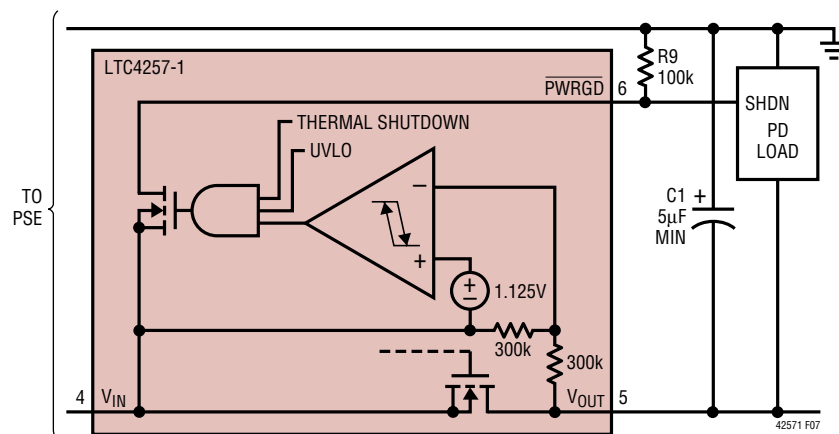 LTC4257-1
R9
100k
PWRGD
6
THERMAL SHUTDOWN
UVLO
SHDN
PD
LOAD
TO
PSE
–
+
C1
+
5μF
MIN
+
–
1.125V
300k
300k
4
VIN
VOUT
5
42571 F07